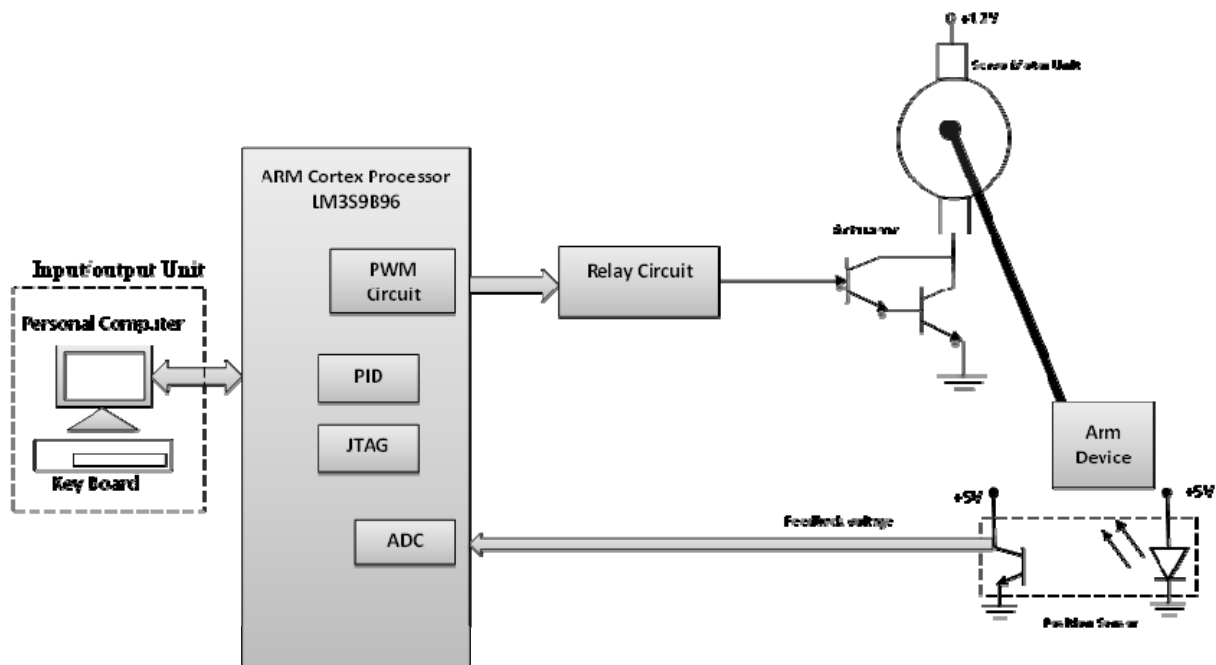 +12V
Servo Motor Unit
ARM Cortex Processor
LM3S9B96
Actuator
Input/output Unit
PWM
Circuit
Relay Circuit
Personal Computer
PID
Arm
Device
JTAG
Key Board
+5V
+5V
Feedback voltage
ADC
Position Sensor